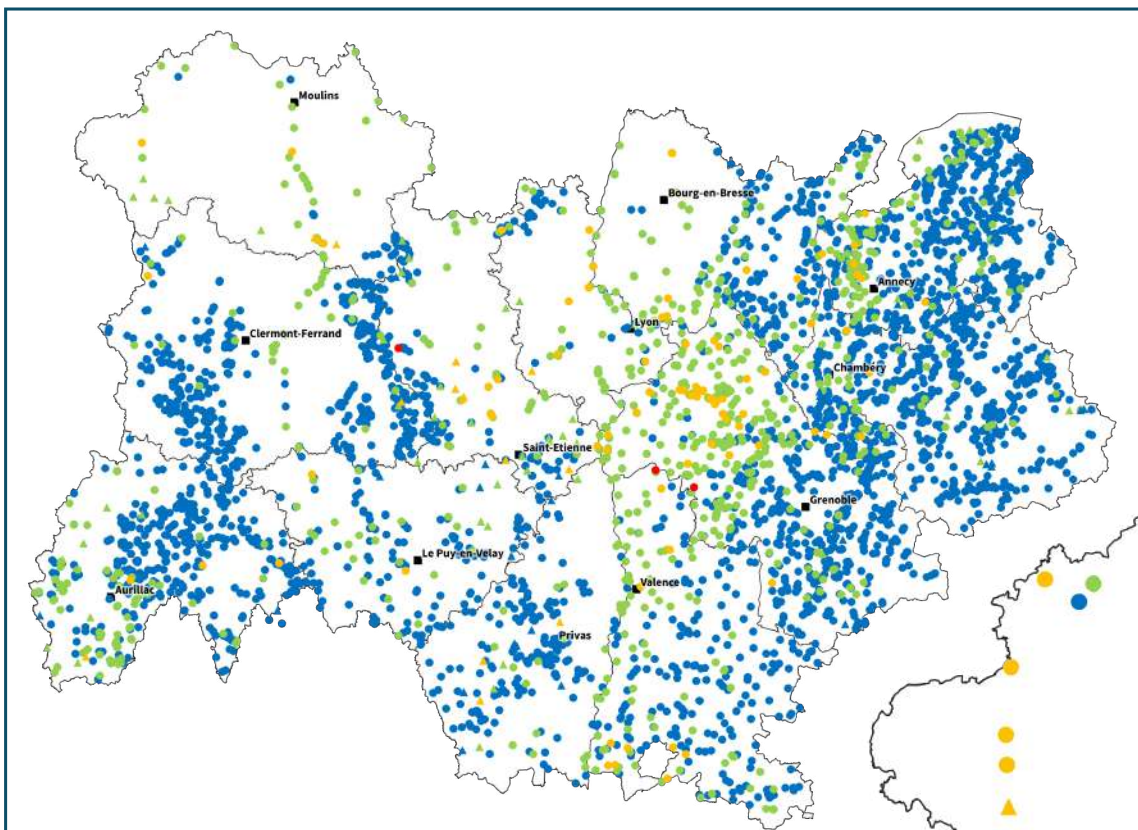 Moulins
Bourg-en-Bresse
Annecy
Lyon
Clermont-Ferrand
Chambéry
Saint-Etienne
Grenoble
Le Puy-en-Velay
Valence
Aurillac
Privas